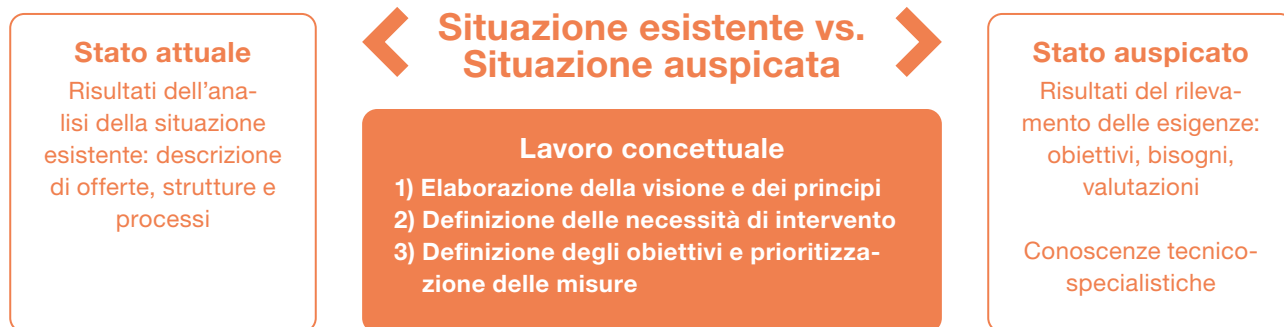 Stato attuale
Risultati dell'ana-
lisi della situazione
esistente: descrizione
di offerte, strutture e
processi
Situazione esistente vs.
Situazione auspicata
Lavoro concettuale
1) Elaborazione della visione e dei principi
2) Definizione delle necessità di intervento
3) Definizione degli obiettivi e prioritizza-
zione delle misure
Stato auspicato
Risultati del rileva-
mento delle esigenze:
obiettivi, bisogni,
valutazioni
Conoscenze tecnico-
specialistiche